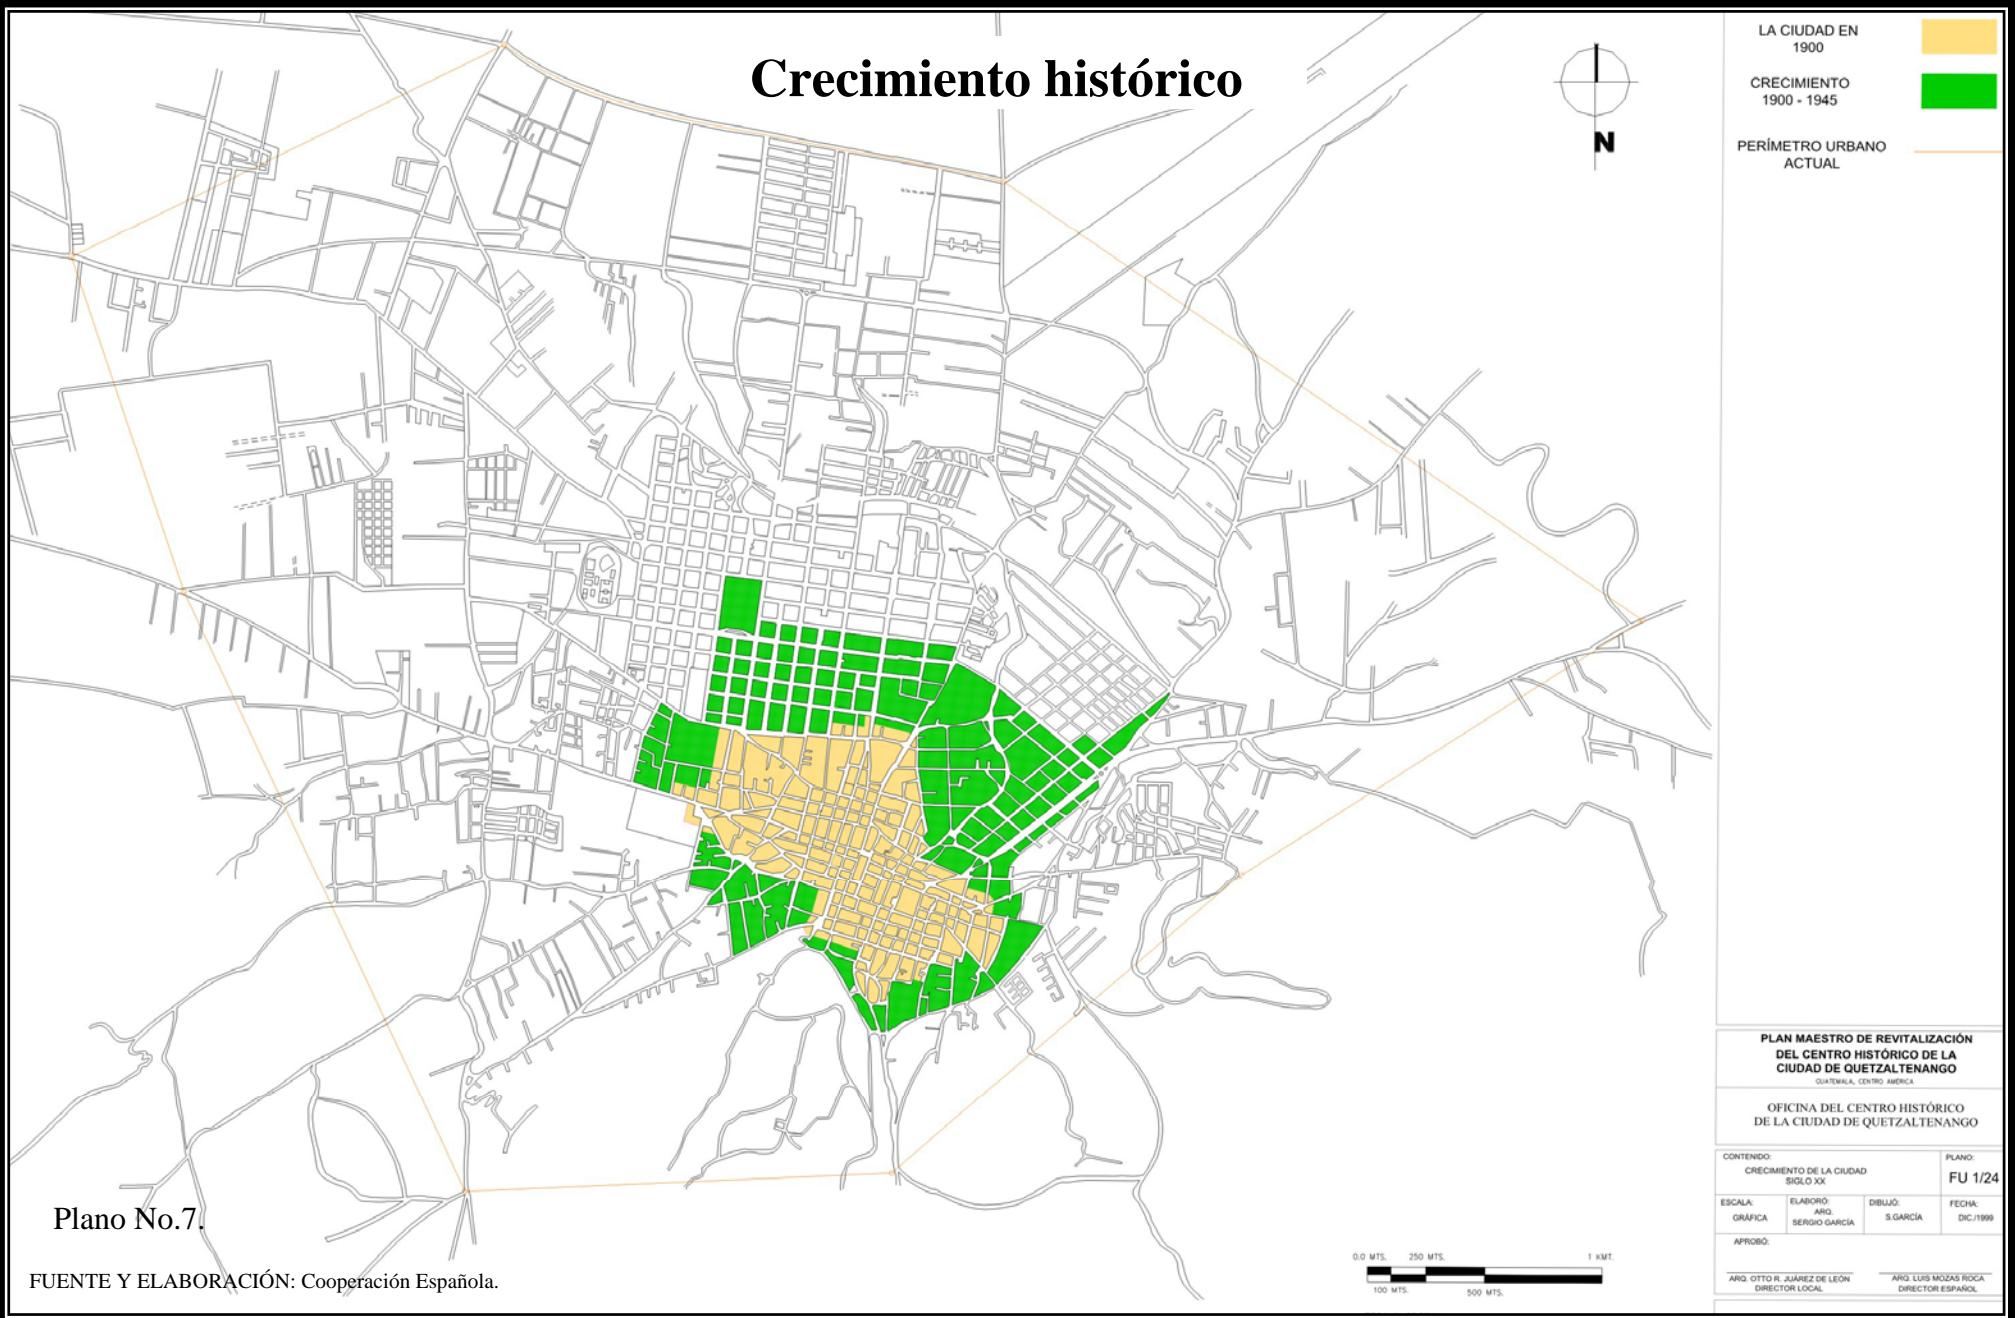 Crecimiento histórico
N
LA CIUDAD EN
1900
CRECIMIENTO
1900 - 1945
PERÍMETRO URBANO
ACTUAL
PLAN MAESTRO DE REVITALIZACIÓN
DEL CENTRO HISTÓRICO DE LA
CIUDAD DE QUETZALTENANGO
GUATEMALA, CENTRO AMÉRICA
OFICINA DEL CENTRO HISTÓRICO
DE LA CIUDAD DE QUETZALTENANGO
CONTENIDO:
CRECIMIENTO DE LA CIUDAD
SIGLO XX
PLANO:
FU 1/24
ESCALA:
GRÁFICA
ELABORÓ:
ARQ.
SERGIO GARCÍA
DIBUJÓ:
S.GARCÍA
FECHA:
DIC./1999
APROBÓ:
ARQ. OTTO R. JUÁREZ DE LEÓN
DIRECTOR LOCAL
ARQ. LUIS MOZAS ROCA
DIRECTOR ESPAÑOL
Plano No.7.
FUENTE Y ELABORACIÓN: Cooperación Española.
0.0 MTS. 250 MTS. 1 KMT.
100 MTS. 500 MTS.